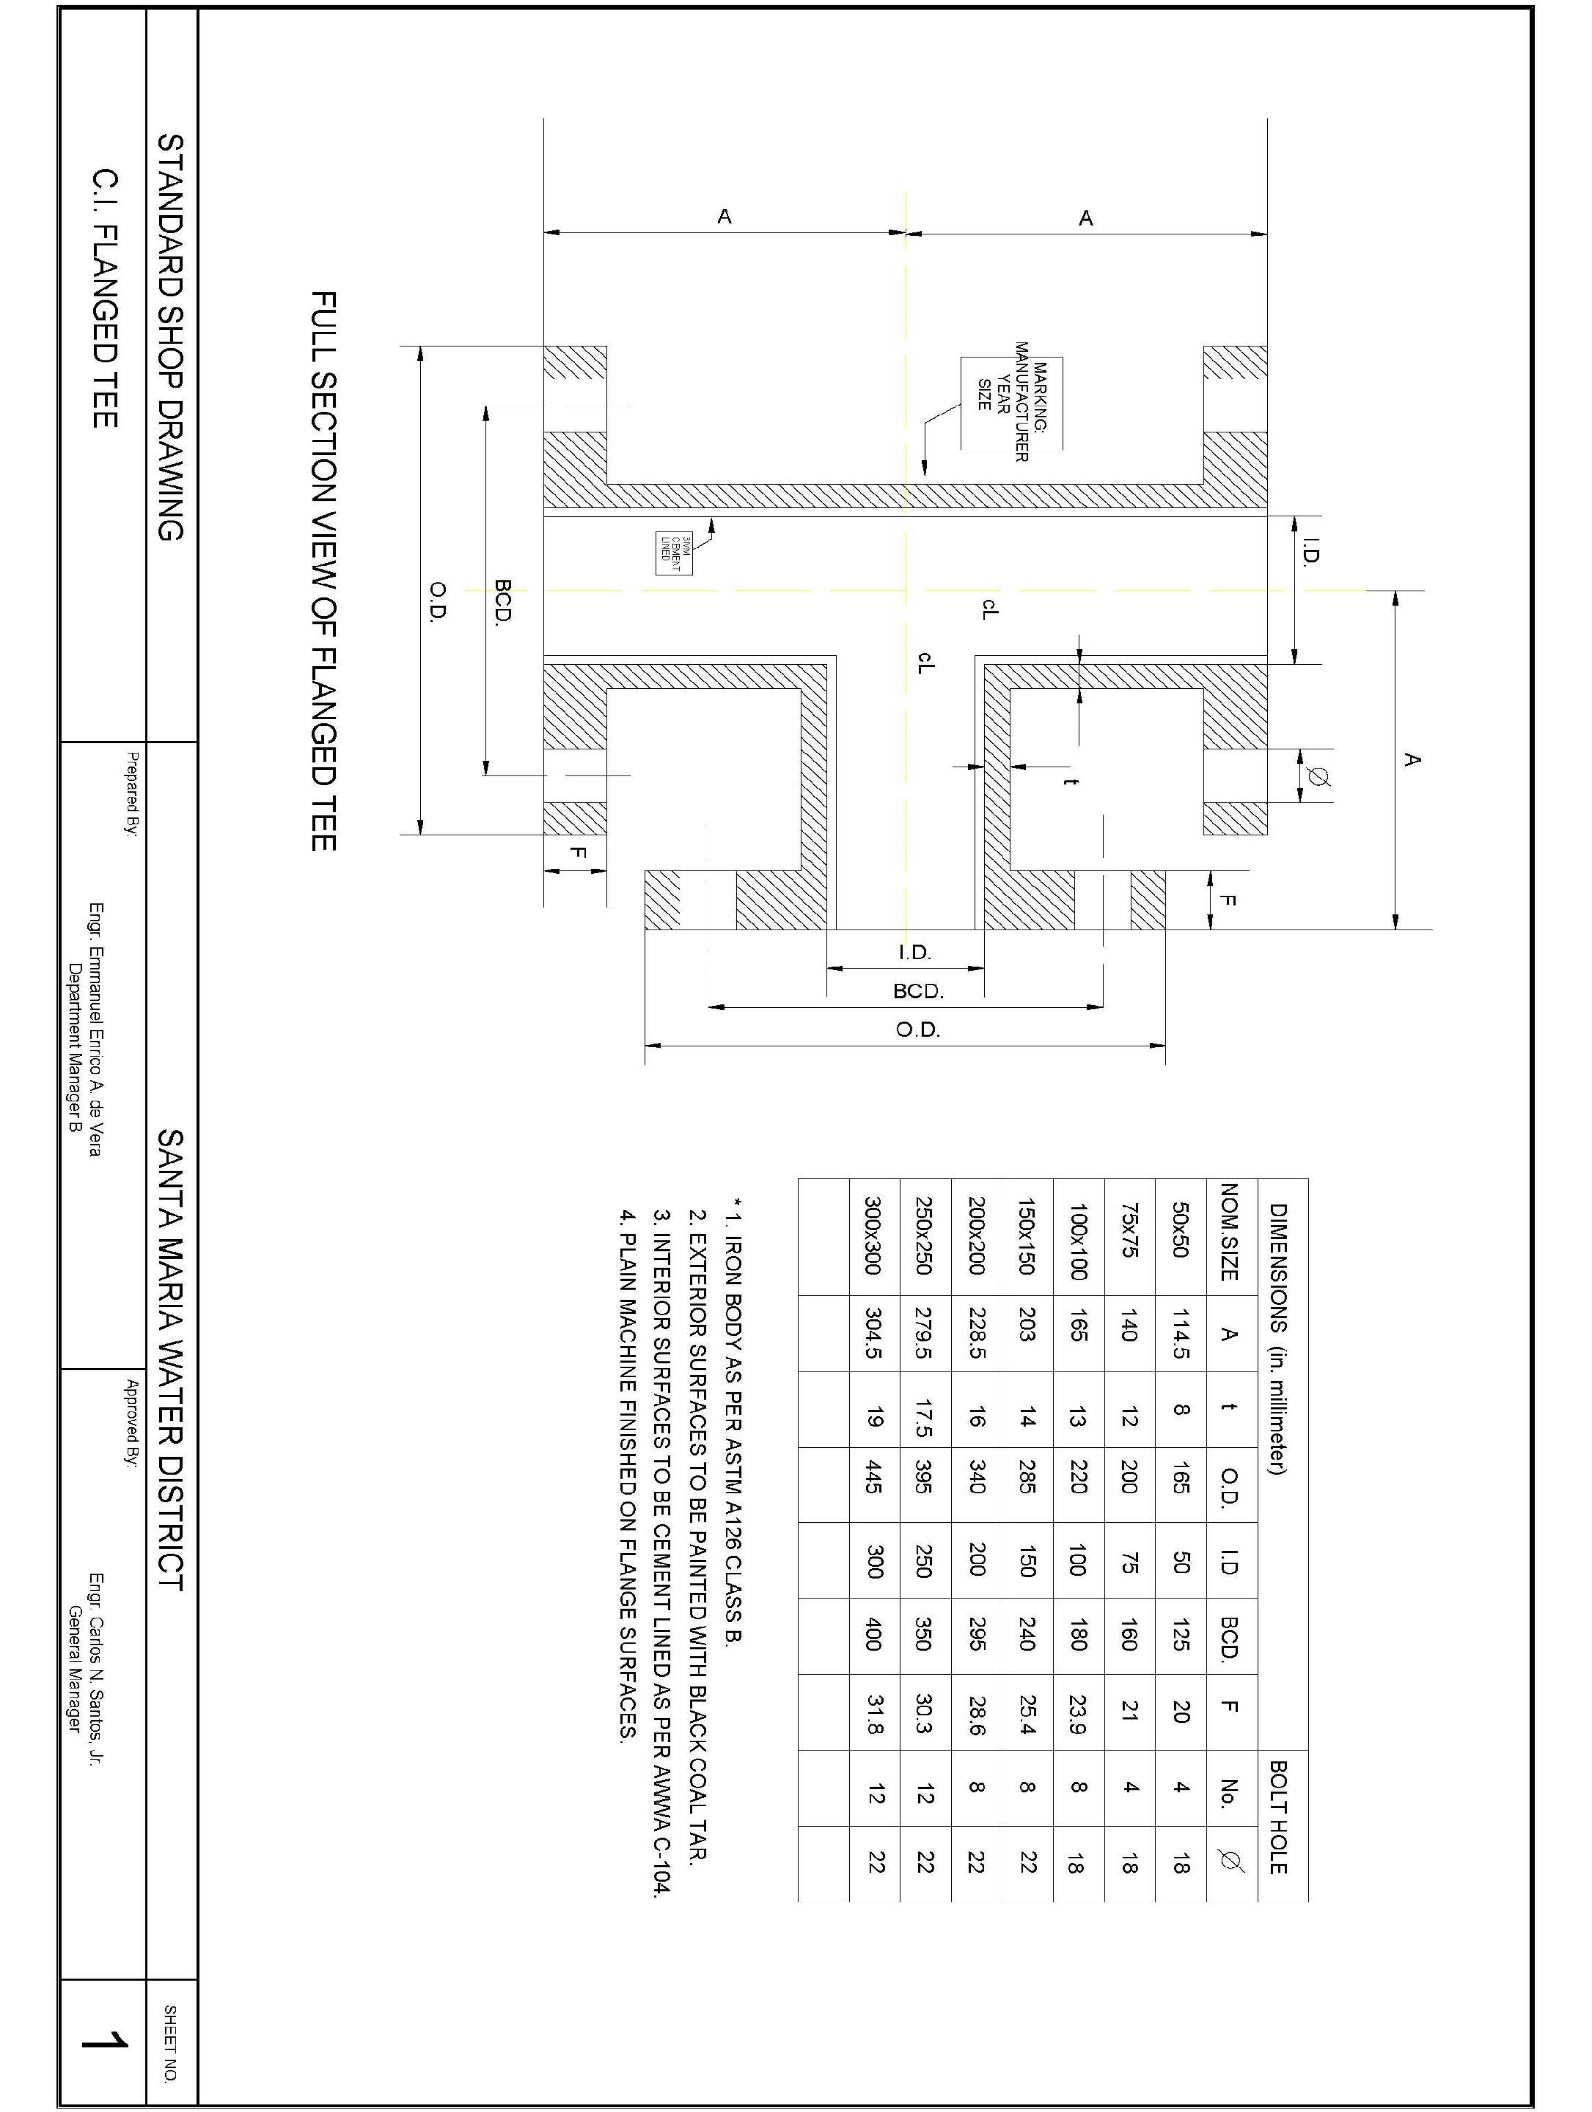 A
A
A
I.D.
Ø
MARKING:
MANUFACTURER
YEAR
SIZE
cL
cL
t
F
3MM
CEMENT
LINED
I.D.
BCD.
O.D.
F
BCD.
O.D.
FULL SECTION VIEW OF FLANGED TEE
DIMENSIONS (in. millimeter) BOLT HOLE
NOM.SIZE A t O.D. I.D BCD. F No. Ø
50x50 114.5 8 165 50 125 20 4 18
75x75 140 12 200 75 160 21 4 18
100x100 165 13 220 100 180 23.9 8 18
150x150 203 14 285 150 240 25.4 8 22
200x200 228.5 16 340 200 295 28.6 8 22
250x250 279.5 17.5 395 250 350 30.3 12 22
300x300 304.5 19 445 300 400 31.8 12 22
* 1. IRON BODY AS PER ASTM A126 CLASS B.
2. EXTERIOR SURFACES TO BE PAINTED WITH BLACK COAL TAR.
3. INTERIOR SURFACES TO BE CEMENT LINED AS PER AWWA C-104.
4. PLAIN MACHINE FINISHED ON FLANGE SURFACES.
STANDARD SHOP DRAWING
SANTA MARIA WATER DISTRICT
SHEET NO.
C.I. FLANGED TEE
Prepared By:
Engr. Emmanuel Enrico A. de Vera
Department Manager B
Approved By:
Engr. Carlos N. Santos, Jr.
General Manager
1